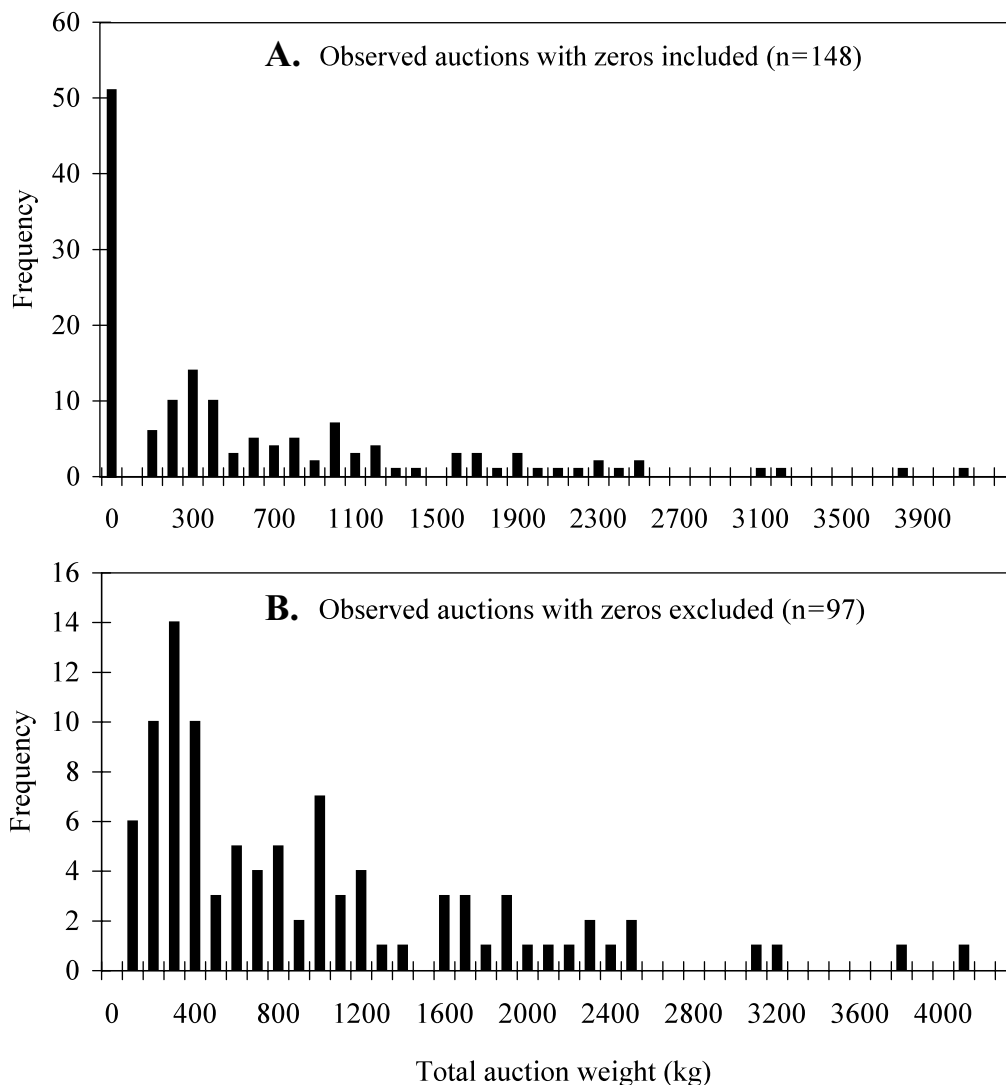 60
A. Observed auctions with zeros included (n=148)
50
40
30
20
10
0
Frequency
0 300 700 1100 1500 1900 2300 2700 3100 3500 3900
16
B. Observed auctions with zeros excluded (n=97)
14
12
10
8
6
4
2
0
Frequency
0 400 800 1200 1600 2000 2400 2800 3200 3600 4000
Total auction weight (kg)